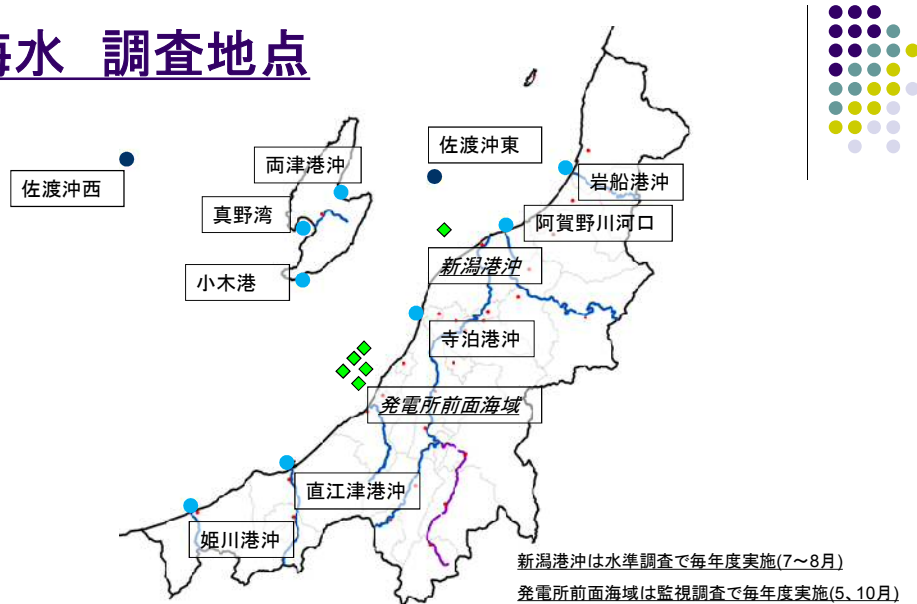 海水 調査地点
佐渡沖西
両津港沖
真野湾
小木港
佐渡沖東
岩船港沖
阿賀野川河口
新潟港沖
寺泊港沖
発電所前面海域
直江津港沖
姫川港沖
新潟港沖は水準調査で毎年度実施(7～8月)
発電所前面海域は監視調査で毎年度実施(5、10月)